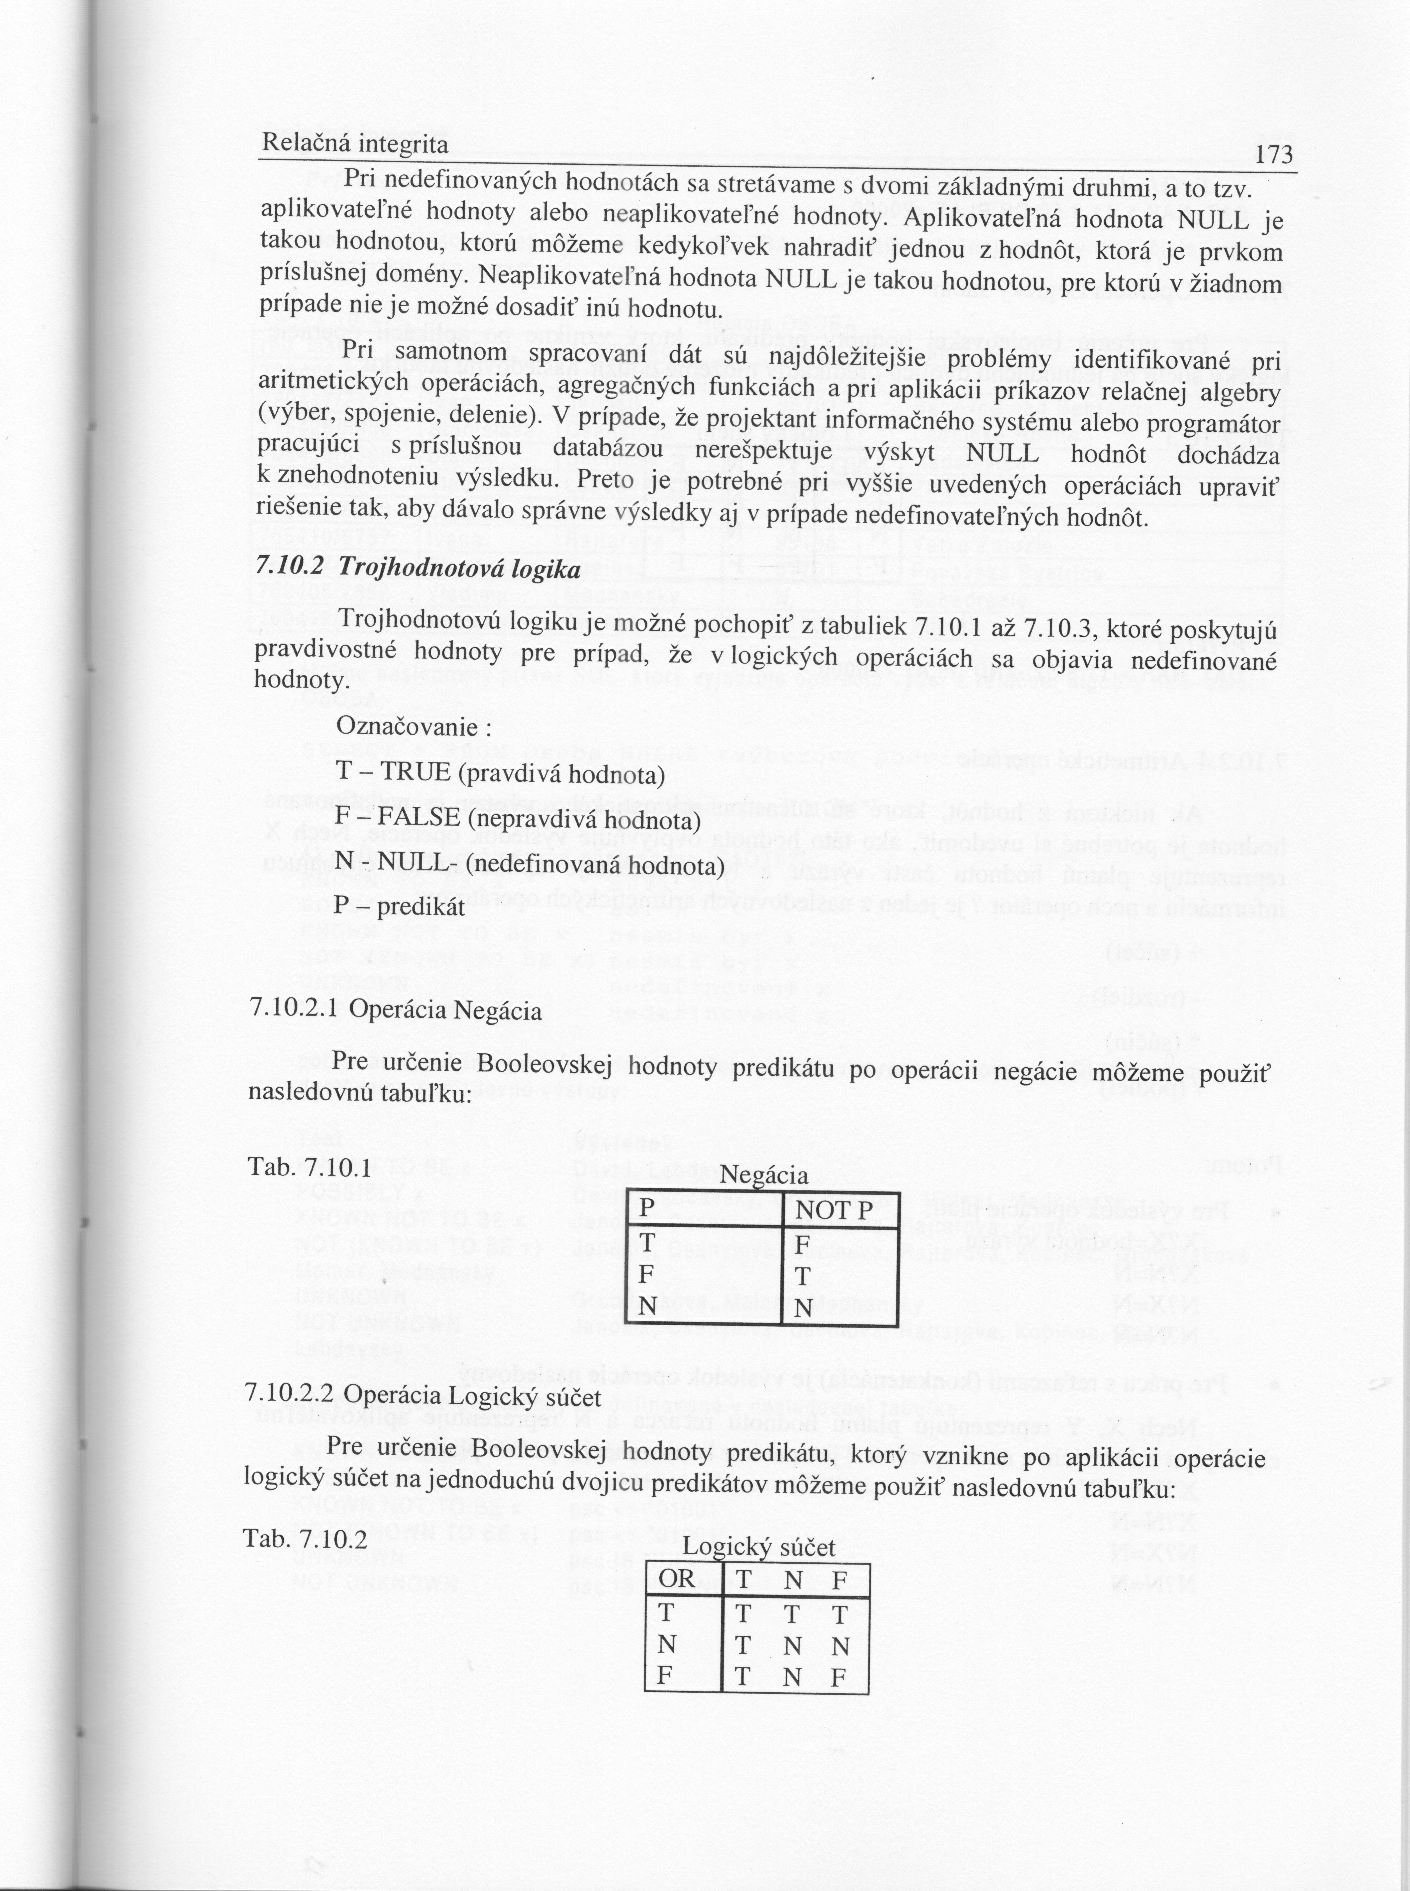 Relačná integrita 173
Pri nedefinovaných hodnotách sa stretávame s dvomi základnými druhmi, a to tzv.
aplikovateľné hodnoty alebo neaplikovateľné hodnoty. Aplikovateľná hodnota NULL je
takou hodnotou, ktorú môžeme kedykoľvek nahradiť jednou z hodnôt, ktorá je prvkom
príslušnej domény. Neaplikovateľná hodnota NULL je takou hodnotou, pre ktorú v žiadnom
prípade nie je možné dosadiť inú hodnotu.
Pri samotnom spracovaní dát sú najdôležitejšie problémy identifikované pri
aritmetických operáciách, agregačných funkciách a pri aplikácii príkazov relačnej algebry
(výber, spojenie, delenie). V prípade, že projektant informačného systému alebo programátor
pracujúci s príslušnou databázou nerešpektuje výskyt NULL hodnôt dochádza
k znehodnoteniu výsledku. Preto je potrebné pri vyššie uvedených operáciách upraviť
riešenie tak, aby dávalo správne výsledky aj v prípade nedefinovateľných hodnôt.
7.10.2 Trojhodnotová logika
Trojhodnotovú logiku je možné pochopiť z tabuliek 7.10.1 až 7.10.3, ktoré poskytujú
pravdivostné hodnoty pre prípad, že v logických operáciách sa objavia nedefinované
hodnoty.
Označovanie :
T – TRUE (pravdivá hodnota)
F – FALSE (nepravdivá hodnota)
N - NULL- (nedefinovaná hodnota)
P – predikát
7.10.2.1 Operácia Negácia
Pre určenie Booleovskej hodnoty predikátu po operácii negácie môžeme použiť
nasledovnú tabuľku:
Tab. 7.10.1 Negácia
P NOT P
T F
F T
N N
7.10.2.2 Operácia Logický súčet
Pre určenie Booleovskej hodnoty predikátu, ktorý vznikne po aplikácii operácie
logický súčet na jednoduchú dvojicu predikátov môžeme použiť nasledovnú tabuľku:
Tab. 7.10.2 Logický súčet
OR T N F
T T T T
N T N N
F T N F